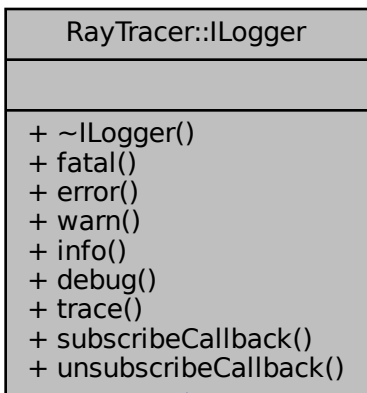 RayTracer::ILogger
+ ~ILogger()
+ fatal()
+ error()
+ warn()
+ info()
+ debug()
+ trace()
+ subscribeCallback()
+ unsubscribeCallback()